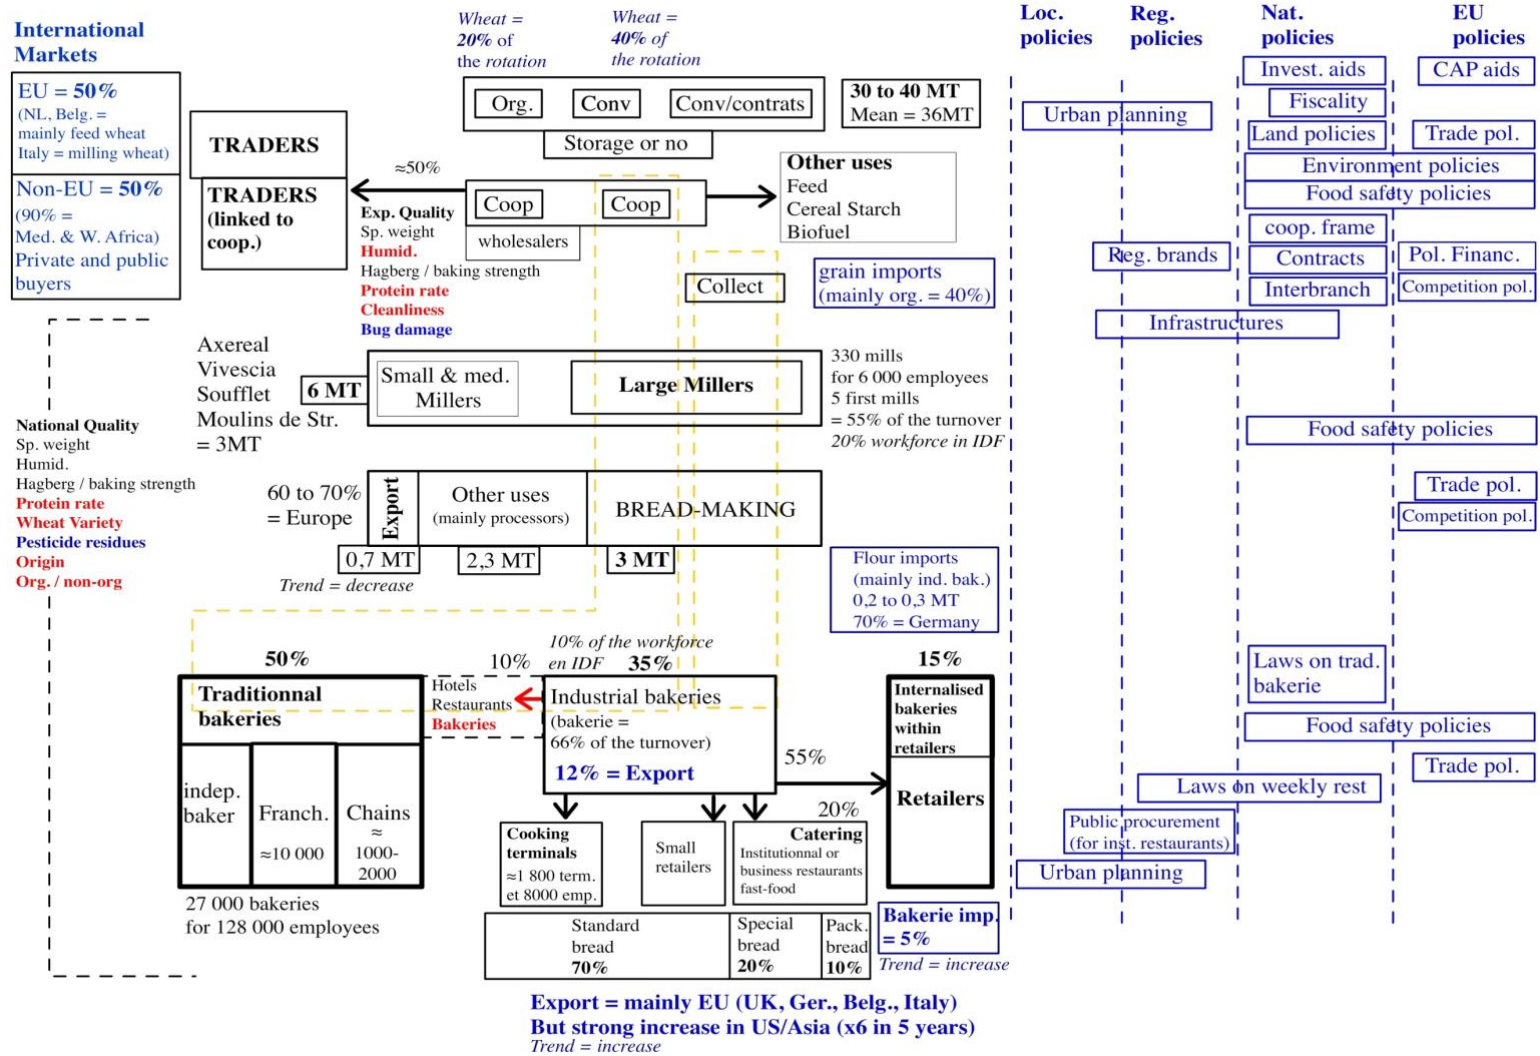 International
Markets
EU = 50%
(NL, Belg. =
mainly feed wheat
Italy = milling wheat)
Non-EU = 50%
(90% =
Med. & W. Africa)
Private and public
buyers
TRADERS
TRADERS
(linked to
coop.)
≈50%
Wheat =
20% of
the rotation
Wheat =
40% of
the rotation
Org.
Conv
Conv/contrats
Storage or no
30 to 40 MT
Mean = 36MT
Coop
Coop
wholesalers
Other uses
Feed
Cereal Starch
Biofuel
Exp. Quality
Sp. weight
Humid.
Hagberg / baking strength
Protein rate
Cleanliness
Bug damage
Collect
grain imports
(mainly org. = 40%)
Axereal
Vivescia
Soufflet
Moulins de Str.
= 3MT
6 MT
Small & med.
Millers
Large Millers
330 mills
for 6 000 employees
5 first mills
= 55% of the turnover
20% workforce in IDF
National Quality
Sp. weight
Humid.
Hagberg / baking strength
Protein rate
Wheat Variety
Pesticide residues
Origin
Org. / non-org
60 to 70%
= Europe
Export
Other uses
(mainly processors)
BREAD-MAKING
0,7 MT
2,3 MT
3 MT
Trend = decrease
Flour imports
(mainly ind. bak.)
0,2 to 0,3 MT
70% = Germany
50%
Traditionnal
bakeries
indep.
baker
Franch.
≈10 000
Chains
≈
1000-
2000
27 000 bakeries
for 128 000 employees
10%
Hotels
Restaurants
Bakeries
10% of the workforce
en IDF
35%
Industrial bakeries
(bakerie =
66% of the turnover)
12% = Export
55%
15%
Internalised
bakeries
within
retailers
Retailers
Cooking
terminals
≈1 800 term.
et 8000 emp.
Small
retailers
20%
Catering
Institutionnal or
business restaurants
fast-food
Standard
bread
70%
Special
bread
20%
Pack.
bread
10%
Bakerie imp.
= 5%
Trend = increase
Export = mainly EU (UK, Ger., Belg., Italy)
But strong increase in US/Asia (x6 in 5 years)
Trend = increase
Loc.
policies
Reg.
policies
Nat.
policies
EU
policies
Invest. aids
CAP aids
Fiscality
Urban planning
Land policies
Trade pol.
Environment policies
Food safety policies
coop. frame
Reg. brands
Contracts
Pol. Financ.
Interbranch
Competition pol.
Infrastructures
Food safety policies
Trade pol.
Competition pol.
Laws on trad.
bakerie
Food safety policies
Trade pol.
Laws on weekly rest
Public procurement
(for inst. restaurants)
Urban planning